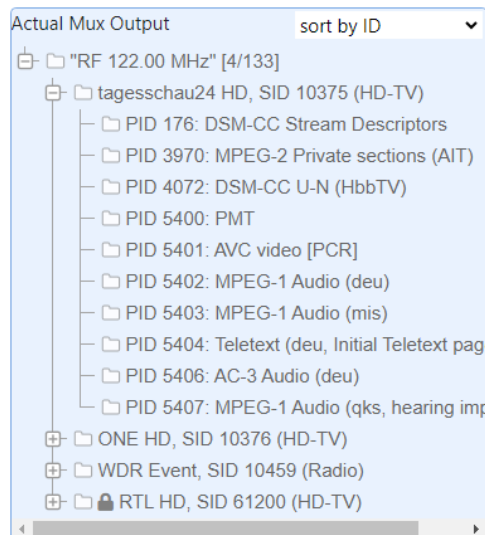 Actual Mux Output
sort by ID
"RF 122.00 MHz" [4/133]
tagesschau24 HD, SID 10375 (HD-TV)
PID 176: DSM-CC Stream Descriptors
PID 3970: MPEG-2 Private sections (AIT)
PID 4072: DSM-CC U-N (HbbTV)
PID 5400: PMT
PID 5401: AVC video [PCR]
PID 5402: MPEG-1 Audio (deu)
PID 5403: MPEG-1 Audio (mis)
PID 5404: Teletext (deu, Initial Teletext pag
PID 5406: AC-3 Audio (deu)
PID 5407: MPEG-1 Audio (qks, hearing imp
ONE HD, SID 10376 (HD-TV)
WDR Event, SID 10459 (Radio)
RTL HD, SID 61200 (HD-TV)